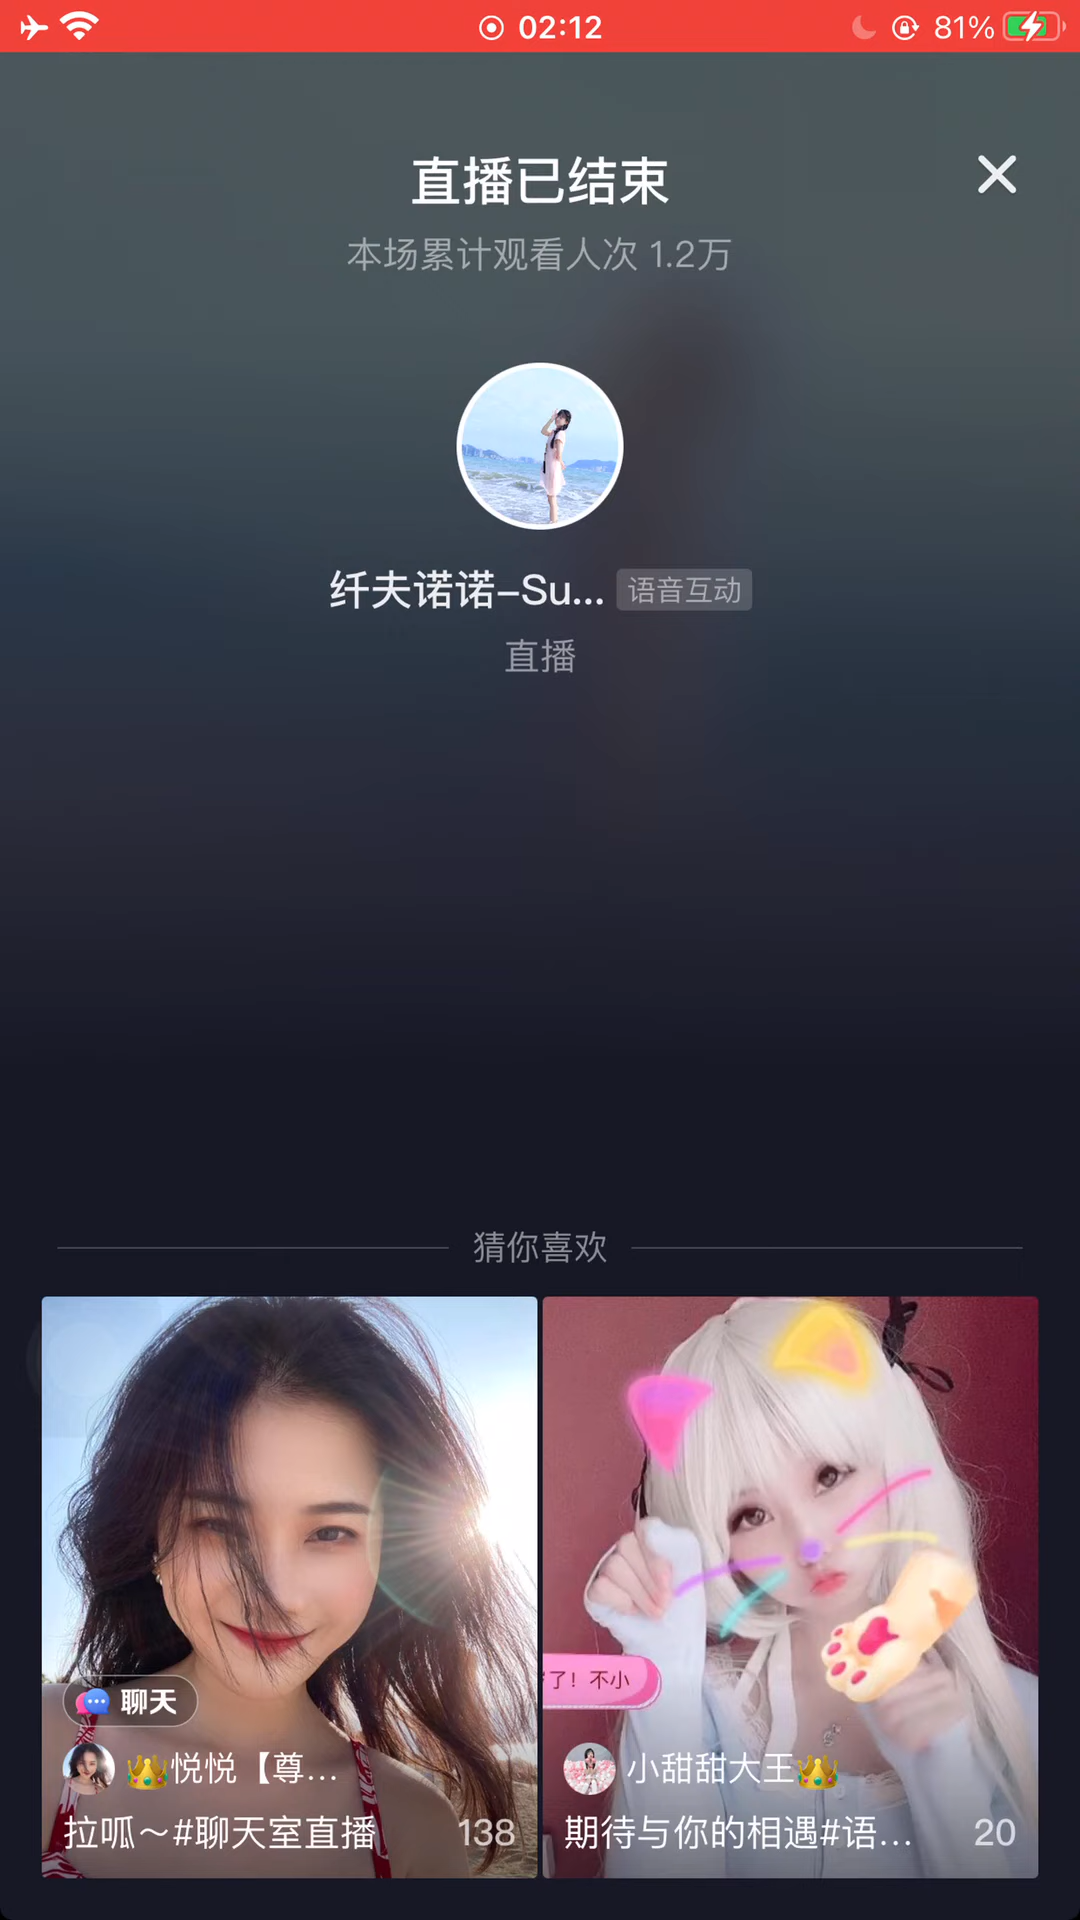 02:12
81%
直播已结束
本场累计观看人次 1.2万
纤夫诺诺-Su...
语音互动
直播
猜你喜欢
聊天
悦悦【尊...
拉呱～#聊天室直播
138
了！不小
小甜甜大王
期待与你的相遇#语...
20